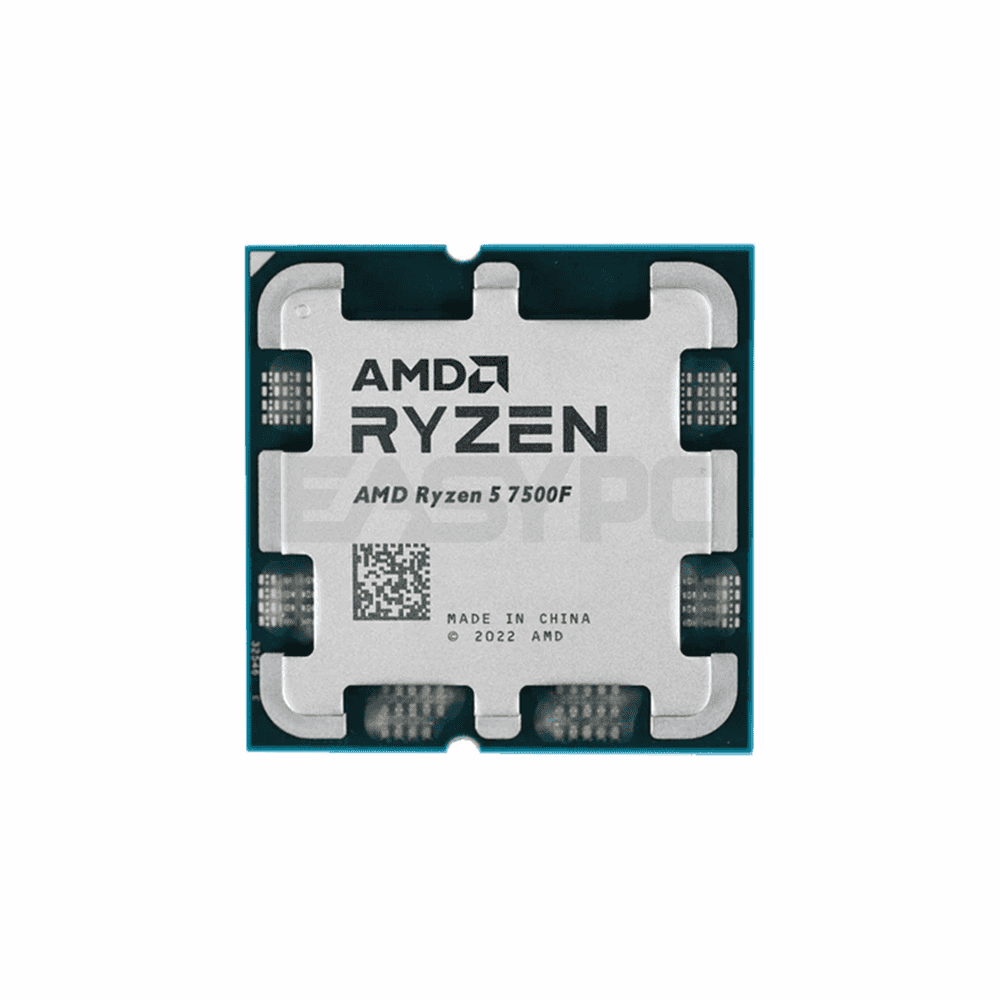 AMD
RYZEN
AMD Ryzen 5 7500F
EASYPC
MADE IN CHINA
© 2022 AMD